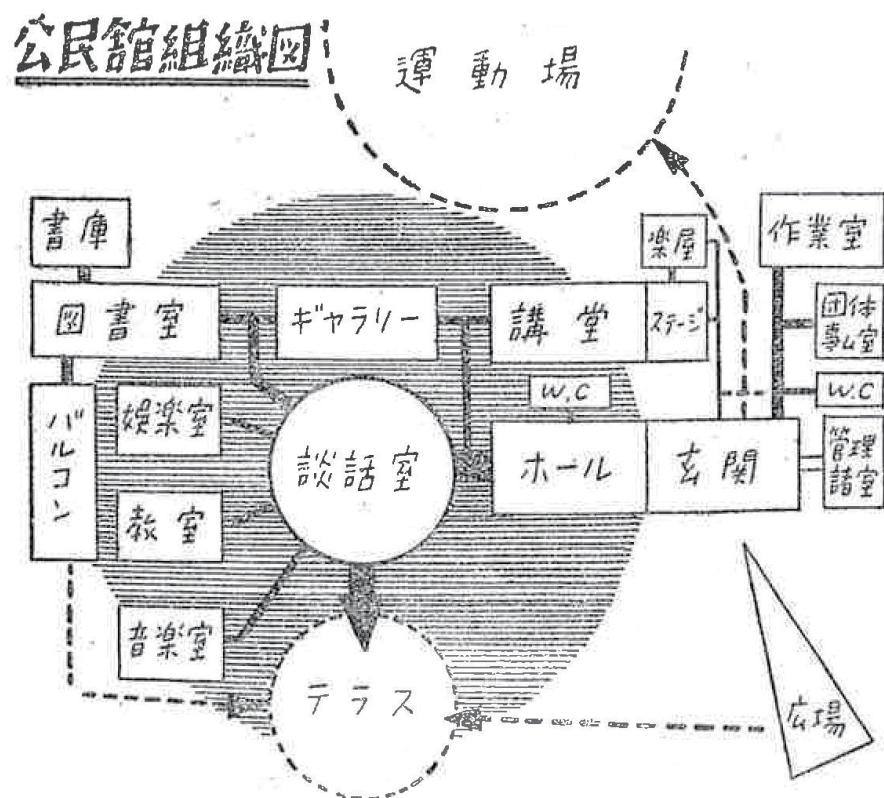 公民館組織図
運動場
書庫
楽屋
作業室
図書室
ギャラリー
講堂
ステージ
団体
事ム室
W.C
W.C
バルコン
娯楽室
談話室
ホール
玄関
管理
諸室
教室
音楽室
テラス
広場